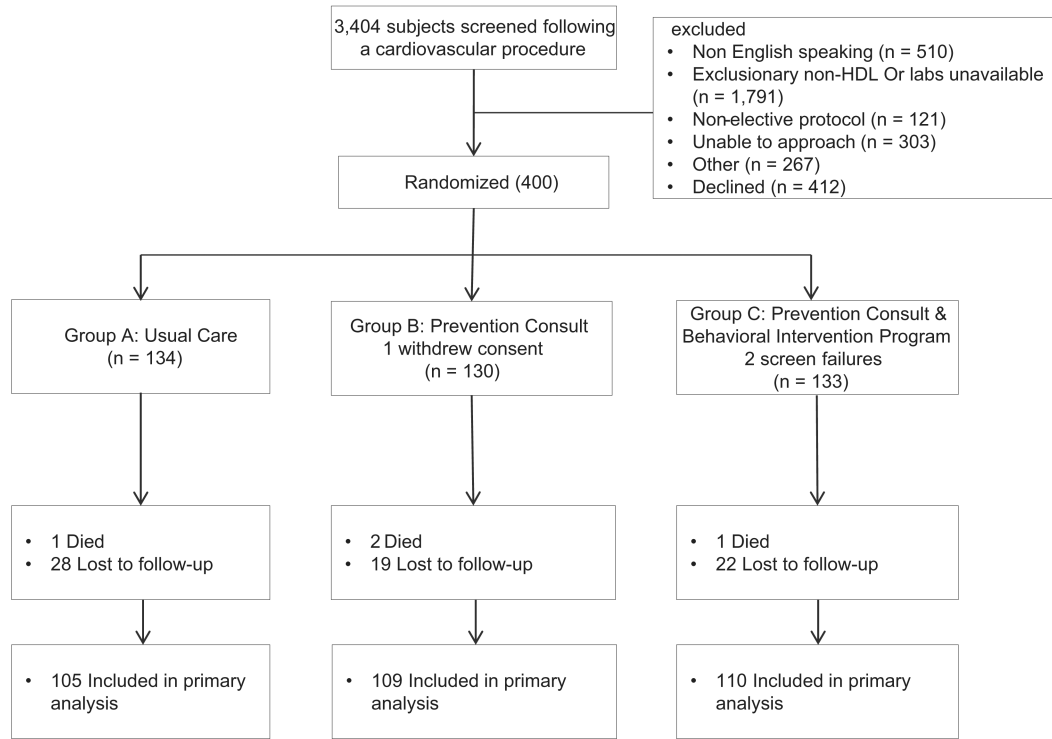 3,404 subjects screened following
a cardiovascular procedure
excluded
• Non English speaking (n = 510)
• Exclusionary non-HDL Or labs unavailable
(n = 1,791)
• Non-elective protocol (n = 121)
• Unable to approach (n = 303)
• Other (n = 267)
• Declined (n = 412)
Randomized (400)
Group A: Usual Care
(n = 134)
Group B: Prevention Consult
1 withdrew consent
(n = 130)
Group C: Prevention Consult &
Behavioral Intervention Program
2 screen failures
(n = 133)
• 1 Died
• 28 Lost to follow-up
• 2 Died
• 19 Lost to follow-up
• 1 Died
• 22 Lost to follow-up
• 105 Included in primary
analysis
• 109 Included in primary
analysis
• 110 Included in primary
analysis